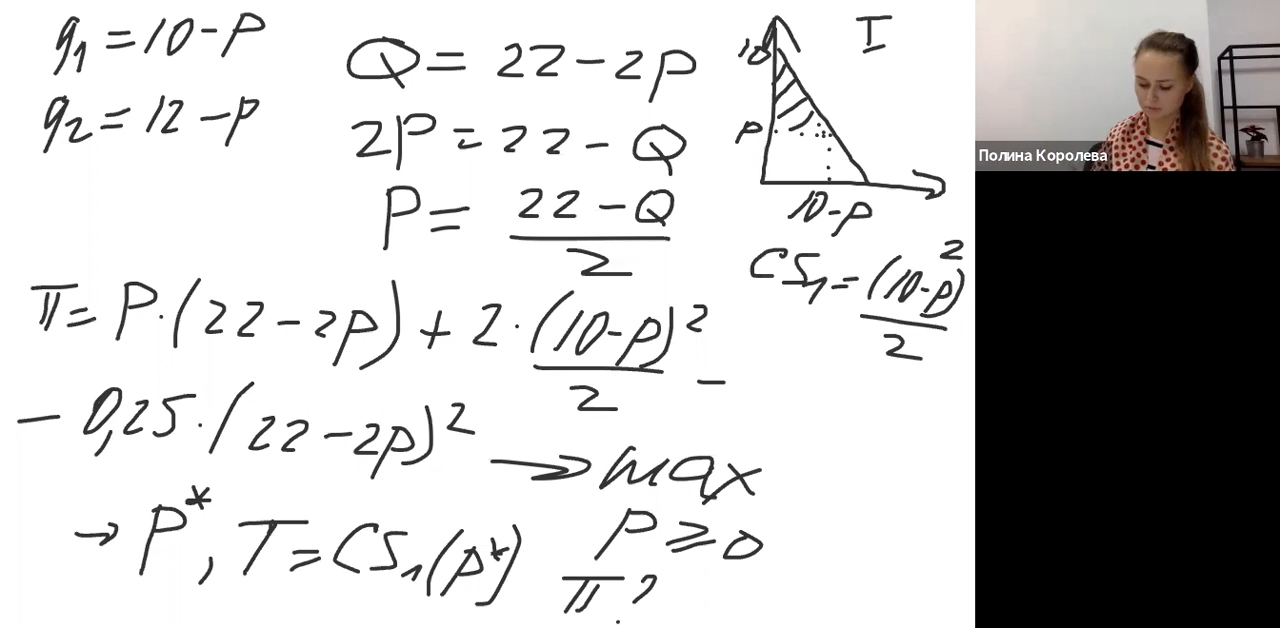 q₁ = 10 - P
q₂ = 12 - P
Q = 22 - 2P
2P = 22 - Q
P = (22 - Q)/2
10
I
P
10 - P
CS₁ = (10 - P)²/2
π = P · (22 - 2P) + 2 · (10 - P)²/2 -
- 0,25 · (22 - 2P)² → max
P ≥ 0
→ P*, T = CS₁(P*)
π ?
Полина Королева